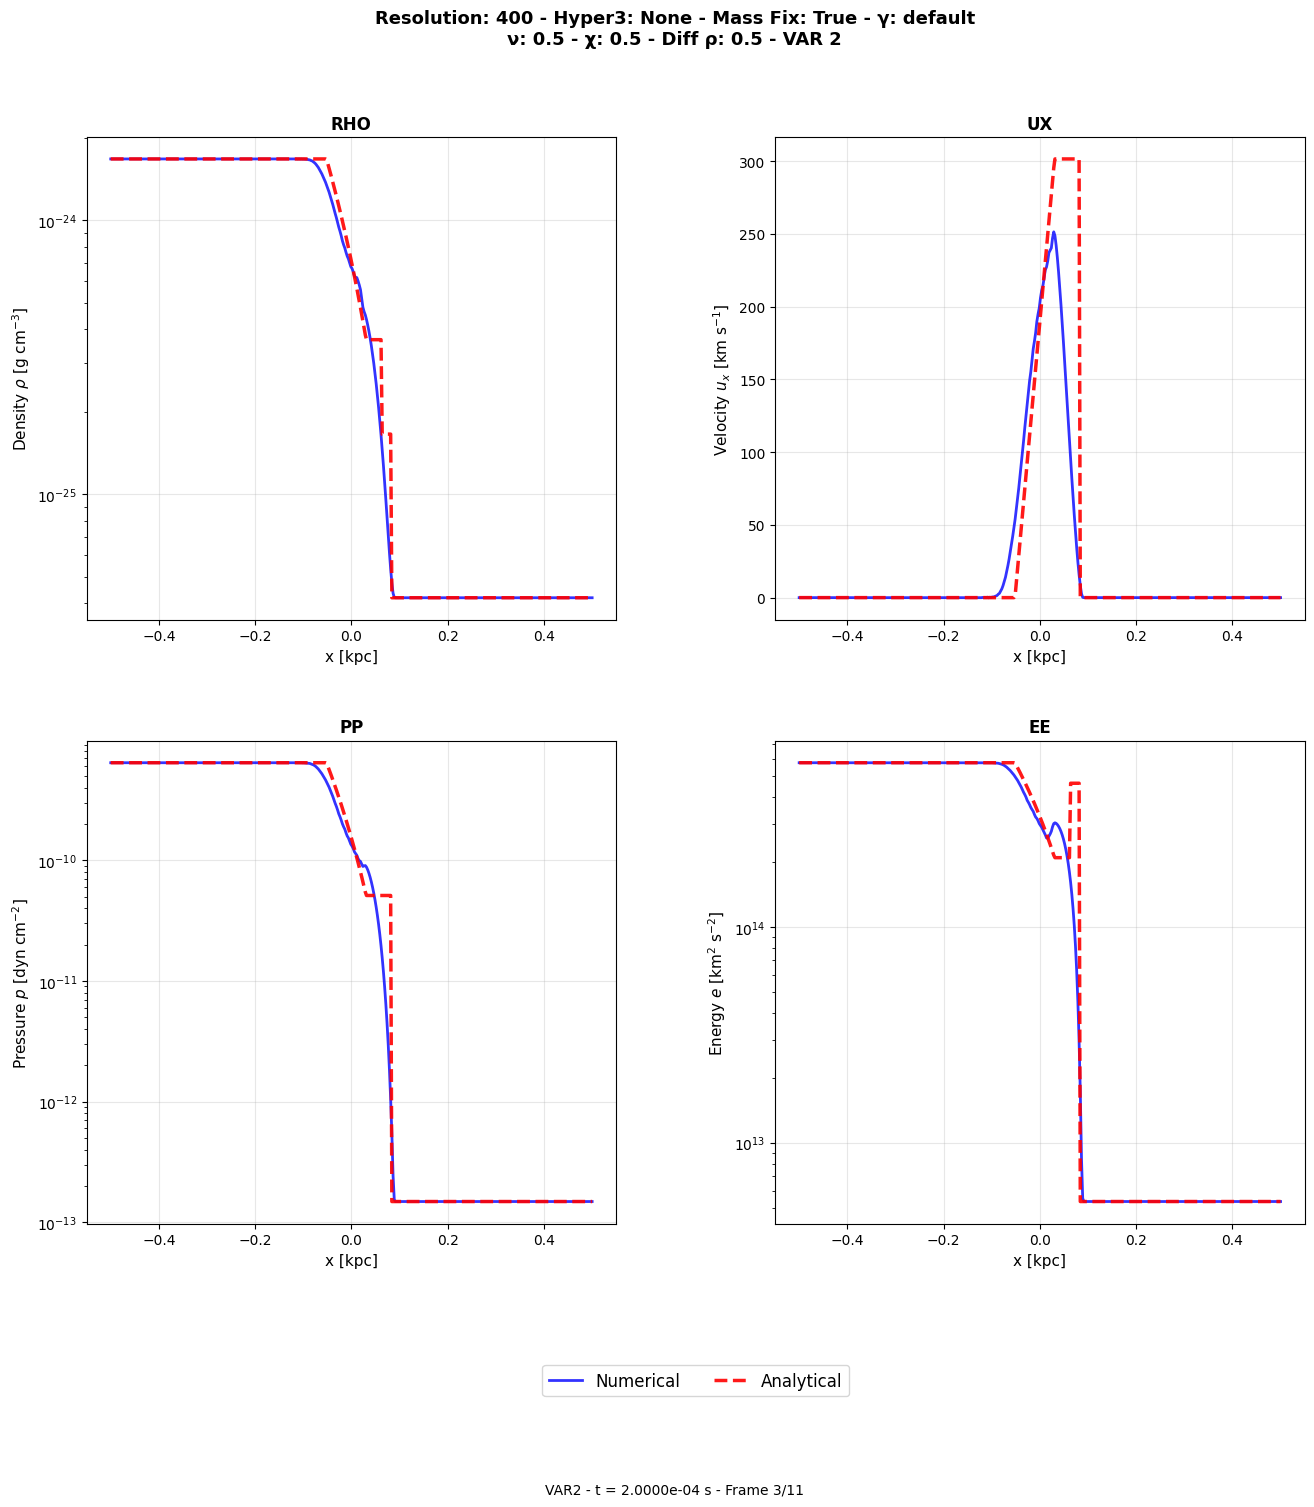 Resolution: 400 - Hyper3: None - Mass Fix: True - γ: default
ν: 0.5 - χ: 0.5 - Diff ρ: 0.5 - VAR 2
RHO
Density ρ [g cm⁻³]
10⁻²⁴
10⁻²⁵
−0.4 −0.2 0.0 0.2 0.4
x [kpc]
UX
Velocity uₓ [km s⁻¹]
300
250
200
150
100
50
0
−0.4 −0.2 0.0 0.2 0.4
x [kpc]
PP
Pressure p [dyn cm⁻²]
10⁻¹⁰
10⁻¹¹
10⁻¹²
10⁻¹³
−0.4 −0.2 0.0 0.2 0.4
x [kpc]
EE
Energy e [km² s⁻²]
10¹⁴
10¹³
−0.4 −0.2 0.0 0.2 0.4
x [kpc]
Numerical Analytical
VAR2 - t = 2.0000e-04 s - Frame 3/11